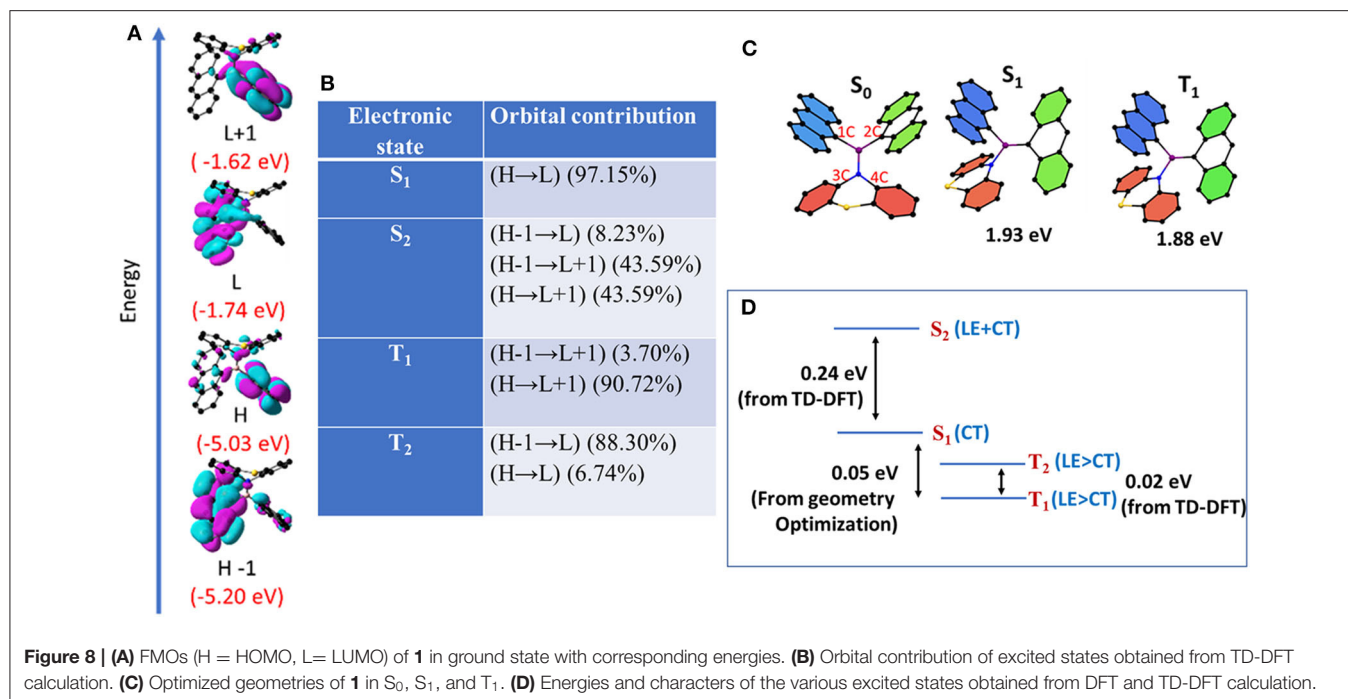 A
Energy
L+1
(-1.62 eV)
L
(-1.74 eV)
H
(-5.03 eV)
H -1
(-5.20 eV)
B
Electronic state
Orbital contribution
S₁
(H→L) (97.15%)
S₂
(H-1→L) (8.23%)
(H-1→L+1) (43.59%)
(H→L+1) (43.59%)
T₁
(H-1→L+1) (3.70%)
(H→L+1) (90.72%)
T₂
(H-1→L) (88.30%)
(H→L) (6.74%)
C
S₀
1C 2C
3C 4C
S₁
1.93 eV
T₁
1.88 eV
D
S₂ (LE+CT)
0.24 eV
(from TD-DFT)
S₁ (CT)
0.05 eV
(From geometry
Optimization)
T₂ (LE>CT)
0.02 eV
(from TD-DFT)
T₁(LE>CT)
Figure 8 | (A) FMOs (H = HOMO, L= LUMO) of 1 in ground state with corresponding energies. (B) Orbital contribution of excited states obtained from TD-DFT
calculation. (C) Optimized geometries of 1 in S₀, S₁, and T₁. (D) Energies and characters of the various excited states obtained from DFT and TD-DFT calculation.